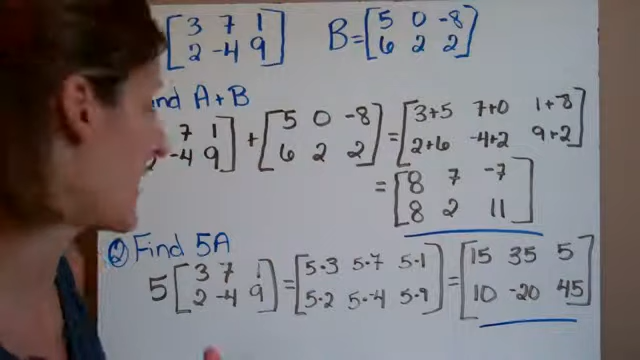 [3 7 1] B=[5 0 -8]
[2 -4 9] [6 2 2]
nd A+B
7 1] + [5 0 -8] = [3+5 7+0 1+8]
-4 9] [6 2 2] [2+6 -4+2 9+2]
= [8 7 -7]
[8 2 11]
② Find 5A
5 [3 7 1] = [5·3 5·7 5·1] = [15 35 5]
[2 -4 9] [5·2 5·-4 5·9] [10 -20 45]